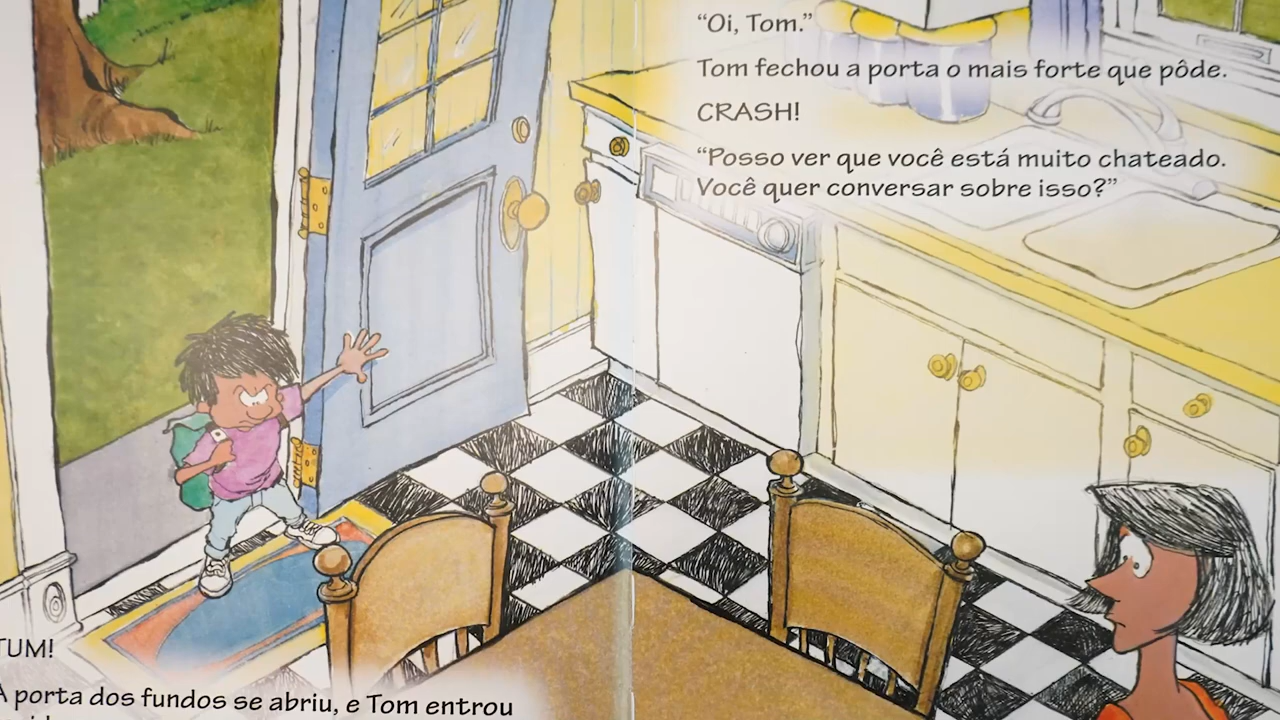 TUM!
A porta dos fundos se abriu, e Tom entrou
“Oi, Tom.”
Tom fechou a porta o mais forte que pôde.
CRASH!
“Posso ver que você está muito chateado.
Você quer conversar sobre isso?”